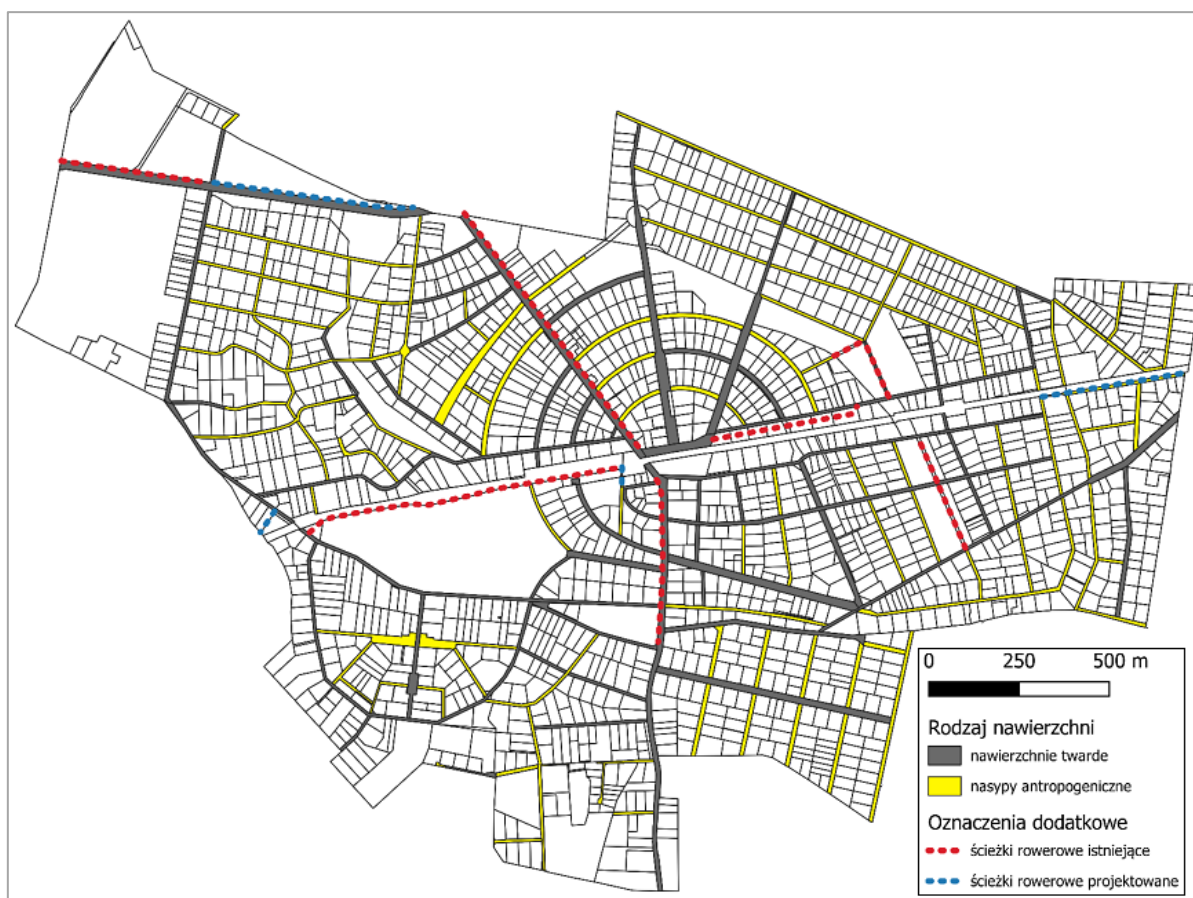 0 250 500 m
Rodzaj nawierzchni
nawierzchnie twarde
nasypy antropogeniczne
Oznaczenia dodatkowe
ścieżki rowerowe istniejące
ścieżki rowerowe projektowane